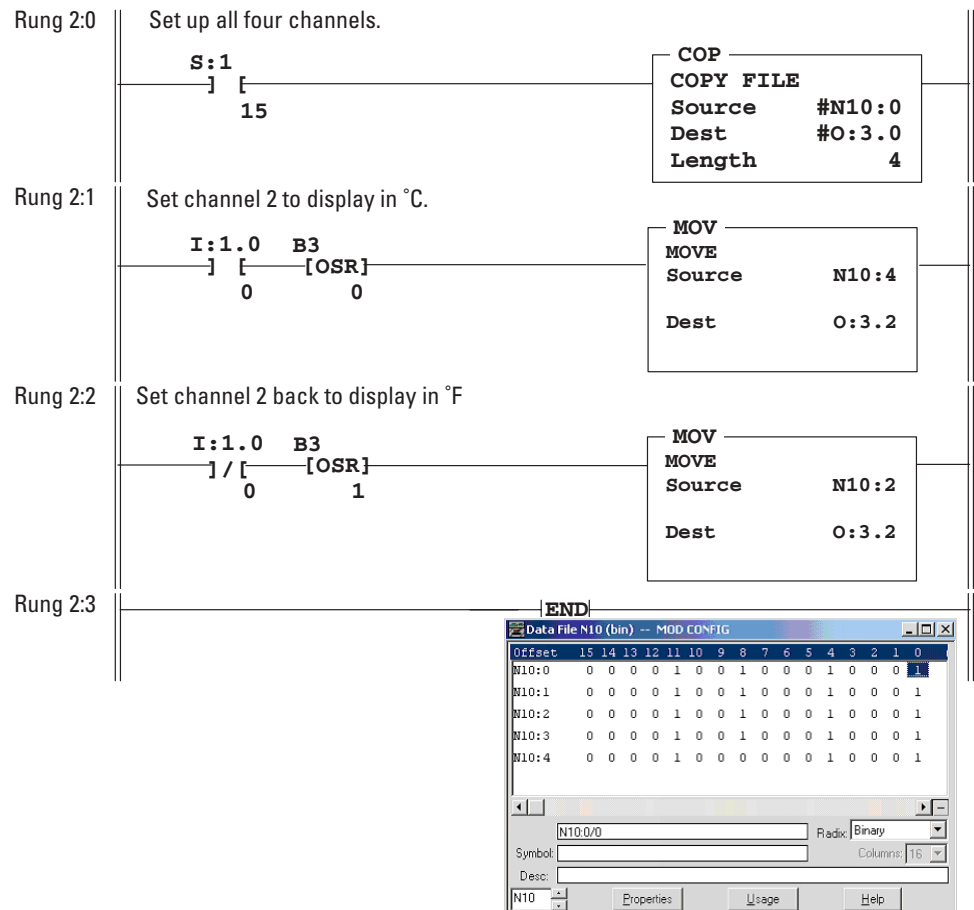 Rung 2:0 Set up all four channels.
S:1
] [
15
COP
COPY FILE
Source #N10:0
Dest #O:3.0
Length 4
Rung 2:1 Set channel 2 to display in ˚C.
I:1.0 B3
] [ [OSR]
0 0
MOV
MOVE
Source N10:4
Dest O:3.2
Rung 2:2 Set channel 2 back to display in ˚F
I:1.0 B3
]/[ [OSR]
0 1
MOV
MOVE
Source N10:2
Dest O:3.2
Rung 2:3 END
Data File N10 (bin) -- MOD CONFIG
Offset 15 14 13 12 11 10 9 8 7 6 5 4 3 2 1 0
N10:0 0 0 0 0 1 0 0 1 0 0 0 1 0 0 0 1
N10:1 0 0 0 0 1 0 0 1 0 0 0 1 0 0 0 1
N10:2 0 0 0 0 1 0 0 1 0 0 0 1 0 0 0 1
N10:3 0 0 0 0 1 0 0 1 0 0 0 1 0 0 0 1
N10:4 0 0 0 0 1 0 0 0 0 0 0 1 0 0 0 1
N10:0/0 Radix: Binary
Symbol: Columns: 16
Desc:
N10 Properties Usage Help